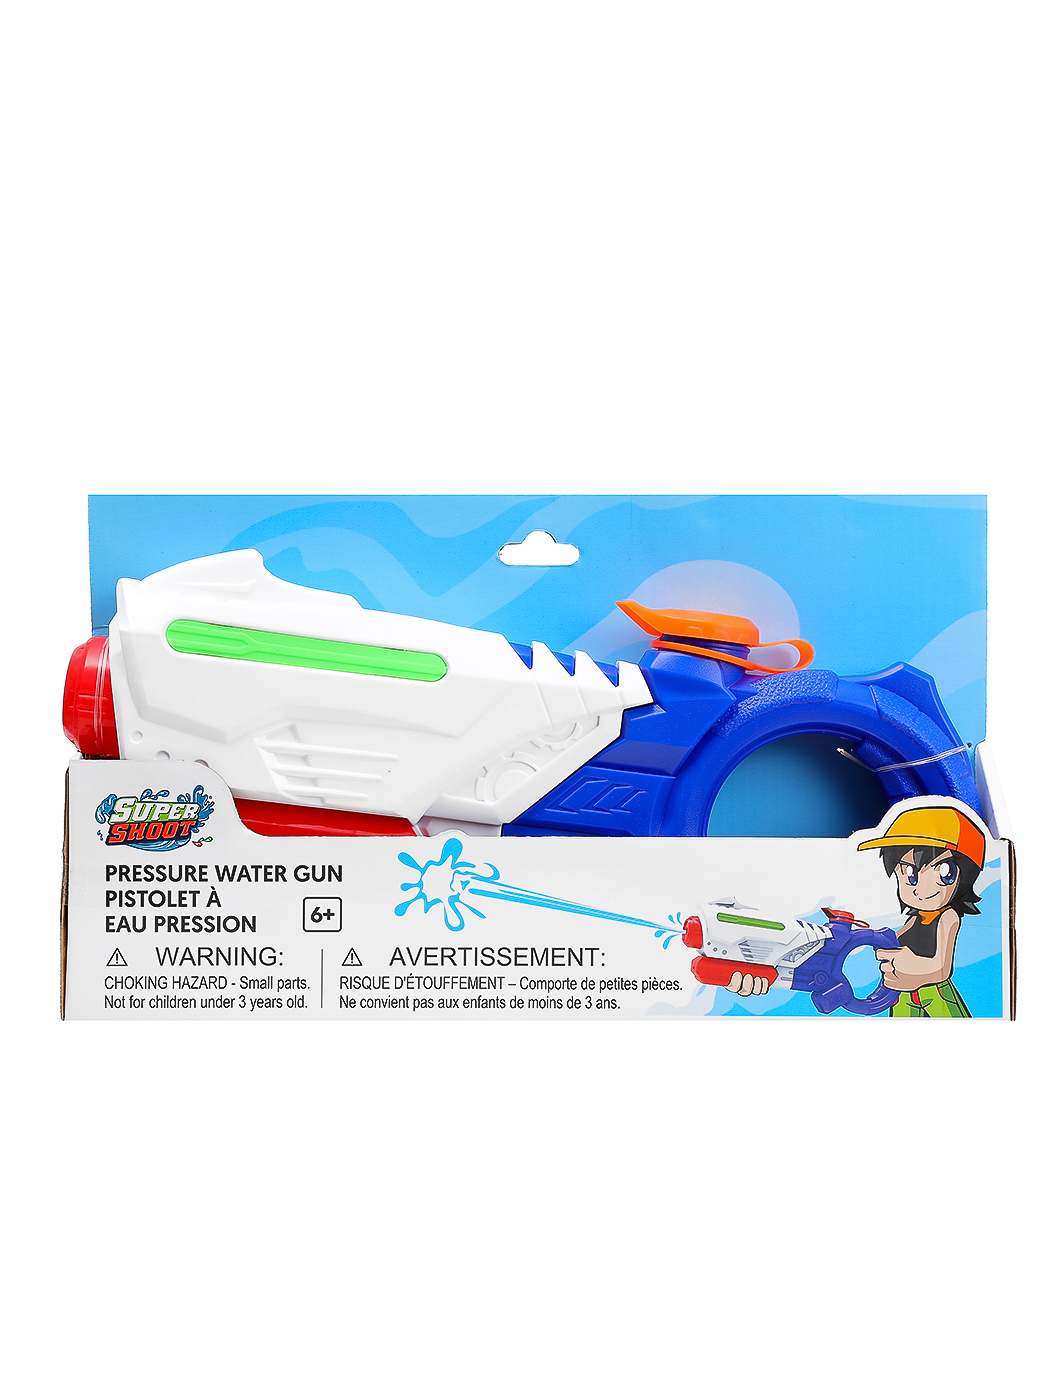 SUPER
SHOOT
PRESSURE WATER GUN
PISTOLET À
EAU PRESSION
6+
⚠ WARNING:
CHOKING HAZARD - Small parts.
Not for children under 3 years old.
⚠ AVERTISSEMENT:
RISQUE D'ÉTOUFFEMENT – Comporte de petites pièces.
Ne convient pas aux enfants de moins de 3 ans.